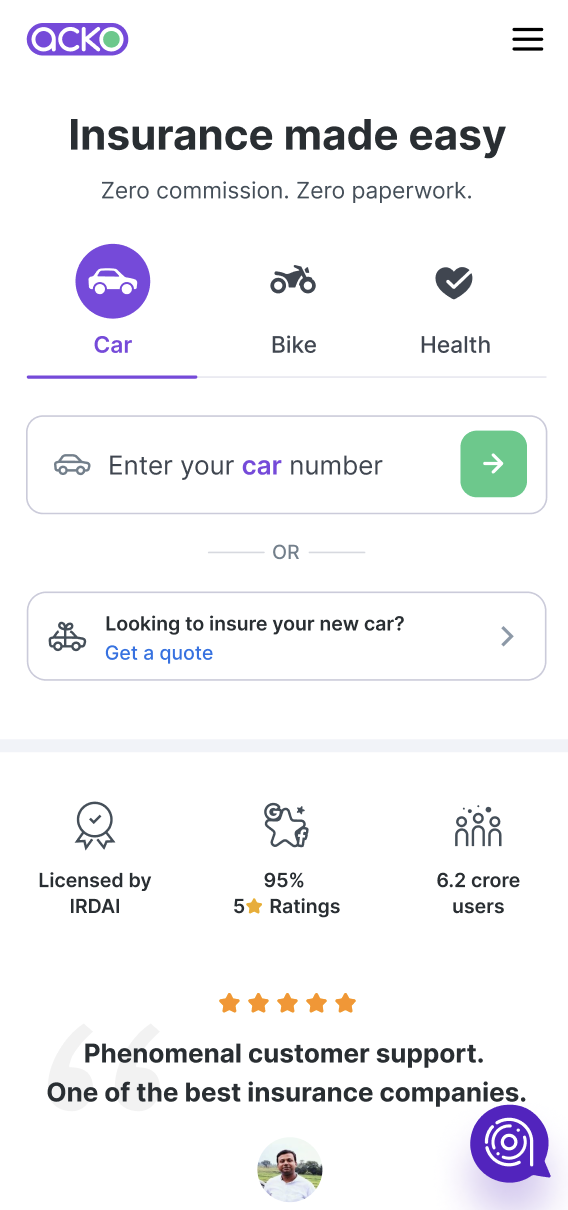 acko
Insurance made easy
Zero commission. Zero paperwork.
Car
Bike
Health
Enter your car number
OR
Looking to insure your new car?
Get a quote
Licensed by
IRDAI
95%
5⭐ Ratings
6.2 crore
users
Phenomenal customer support.
One of the best insurance companies.